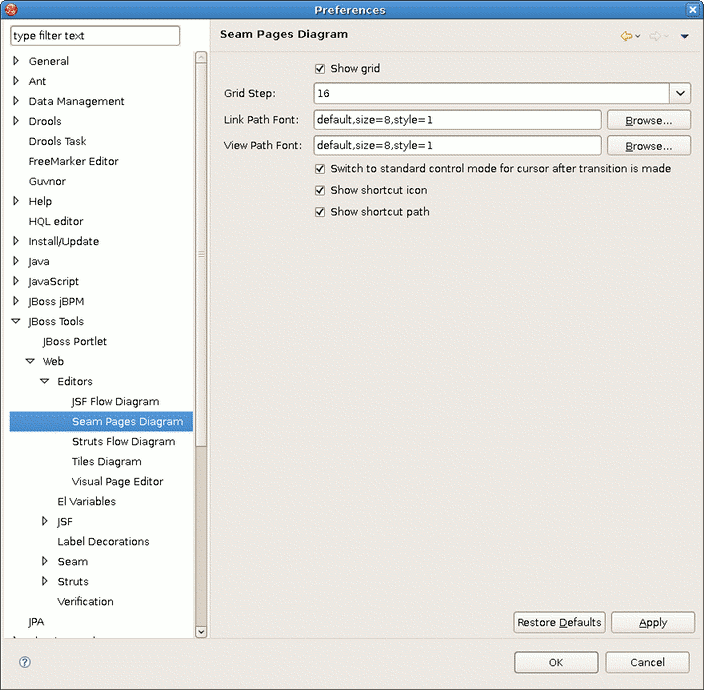 Preferences
type filter text
General
Ant
Data Management
Drools
Drools Task
FreeMarker Editor
Guvnor
Help
HQL editor
Install/Update
Java
JavaScript
JBoss jBPM
JBoss Tools
JBoss Portlet
Web
Editors
JSF Flow Diagram
Seam Pages Diagram
Struts Flow Diagram
Tiles Diagram
Visual Page Editor
El Variables
JSF
Label Decorations
Seam
Struts
Verification
JPA
Seam Pages Diagram
Show grid
Grid Step: 16
Link Path Font: default,size=8,style=1 Browse...
View Path Font: default,size=8,style=1 Browse...
Switch to standard control mode for cursor after transition is made
Show shortcut icon
Show shortcut path
Restore Defaults Apply
OK Cancel